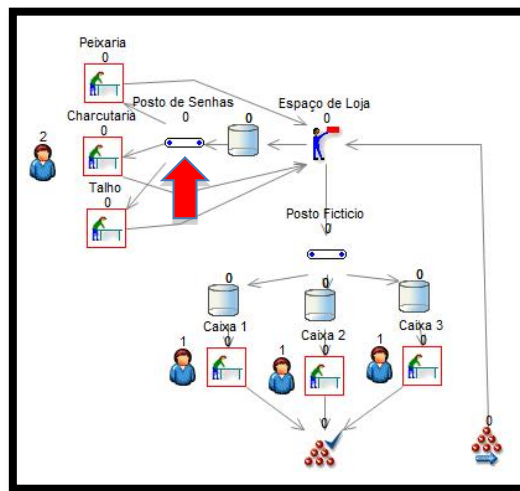 Peixaria
0
Posto de Senhas
0
0
Espaço de Loja
0
Charcutaria
0
2
Talho
0
Posto Ficticio
0
0
0
0
Caixa 1
0
1
Caixa 2
0
1
Caixa 3
0
1
0
0